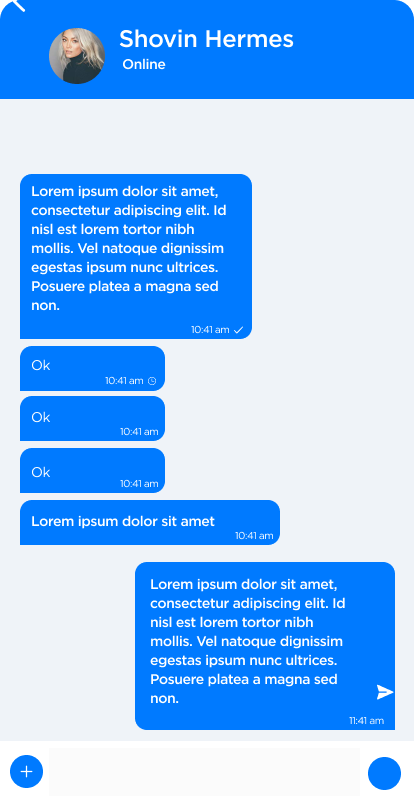 Shovin Hermes
Online
Lorem ipsum dolor sit amet,
consectetur adipiscing elit. Id
nisl est lorem tortor nibh
mollis. Vel natoque dignissim
egestas ipsum nunc ultrices.
Posuere platea a magna sed
non.
10:41 am
Ok
10:41 am
Ok
10:41 am
Ok
10:41 am
Lorem ipsum dolor sit amet
10:41 am
Lorem ipsum dolor sit amet,
consectetur adipiscing elit. Id
nisl est lorem tortor nibh
mollis. Vel natoque dignissim
egestas ipsum nunc ultrices.
Posuere platea a magna sed
non.
11:41 am